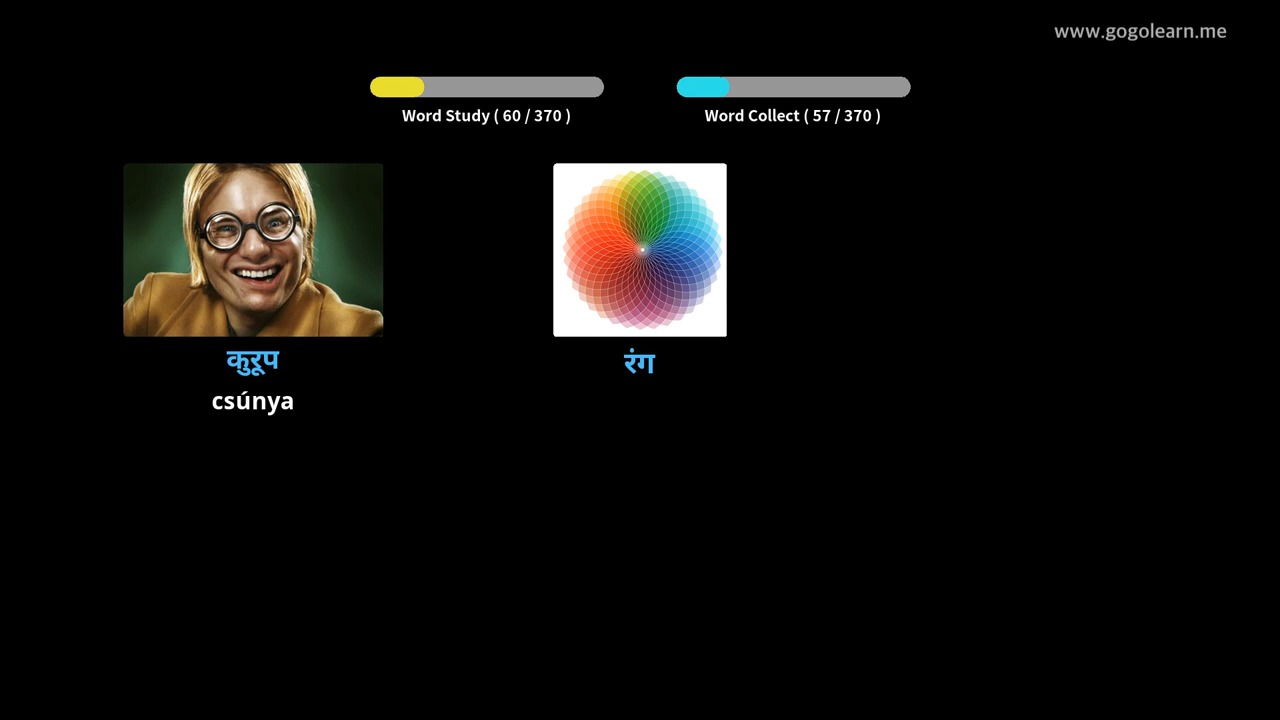 www.gogolearn.me
Word Study ( 60 / 370 )
Word Collect ( 57 / 370 )
कुरूप
रंग
csúnya